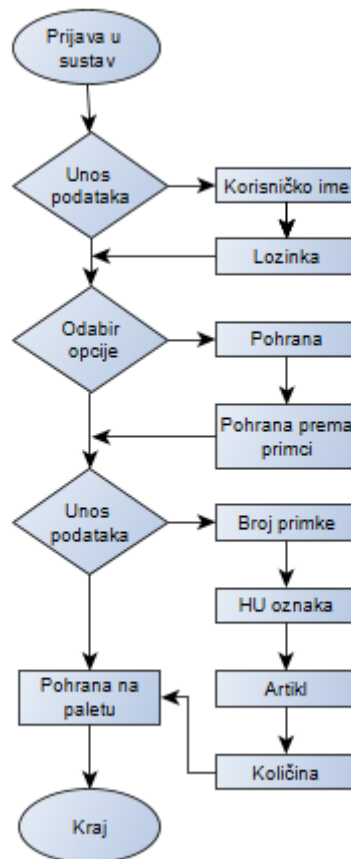 Prijava u
sustav
Unos
podataka
Korisničko ime
Lozinka
Odabir
opcije
Pohrana
Pohrana prema
primci
Unos
podataka
Broj primke
HU oznaka
Artikl
Količina
Pohrana na
paletu
Kraj